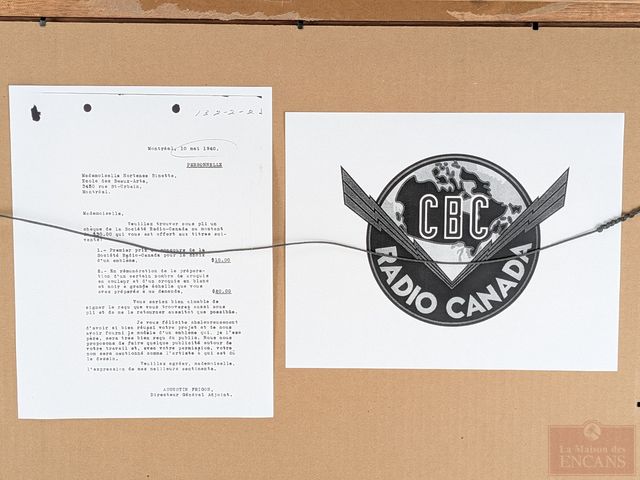 132-2-2
Montréal, 10 mai 1940.
PERSONNELLE
Mademoiselle Hortense Binette,
Ecole des Beaux-Arts,
3450 rue St-Urbain,
Montréal.
Mademoiselle,
Veuillez trouver sous pli un
chèque de la Société Radio-Canada au montant
de $30.00 qui vous est offert aux titres sui-
vants:
1.- Premier prix du concours de la
Société Radio-Canada pour le choix
d'un emblème. $10.00
2.- En rémunération de la prépara-
tion d'un certain nombre de croquis
en couleur et d'un croquis en blanc
et noir à grande échelle que vous
avez préparés à ma demande. $20.00
Vous seriez bien aimable de
signer le reçu que vous trouverez aussi sous
pli et de me le retourner aussitôt que possible.
Je vous félicite chaleureusement
d'avoir si bien réussi votre projet et de nous
avoir fourni le modèle d'un emblème qui, je l'es-
père, sera très bien reçu du public. Nous nous
proposons de faire quelque publicité autour de
votre travail et, avec votre permission, votre
nom sera mentionné comme l'artiste à qui est dû
le dessin.
Veuillez agréer, mademoiselle,
l'expression de mes meilleurs sentiments.
AUGUSTIN FRIGON,
Directeur Général Adjoint.
CBC
RADIO CANADA
La Maison des
ENCANS